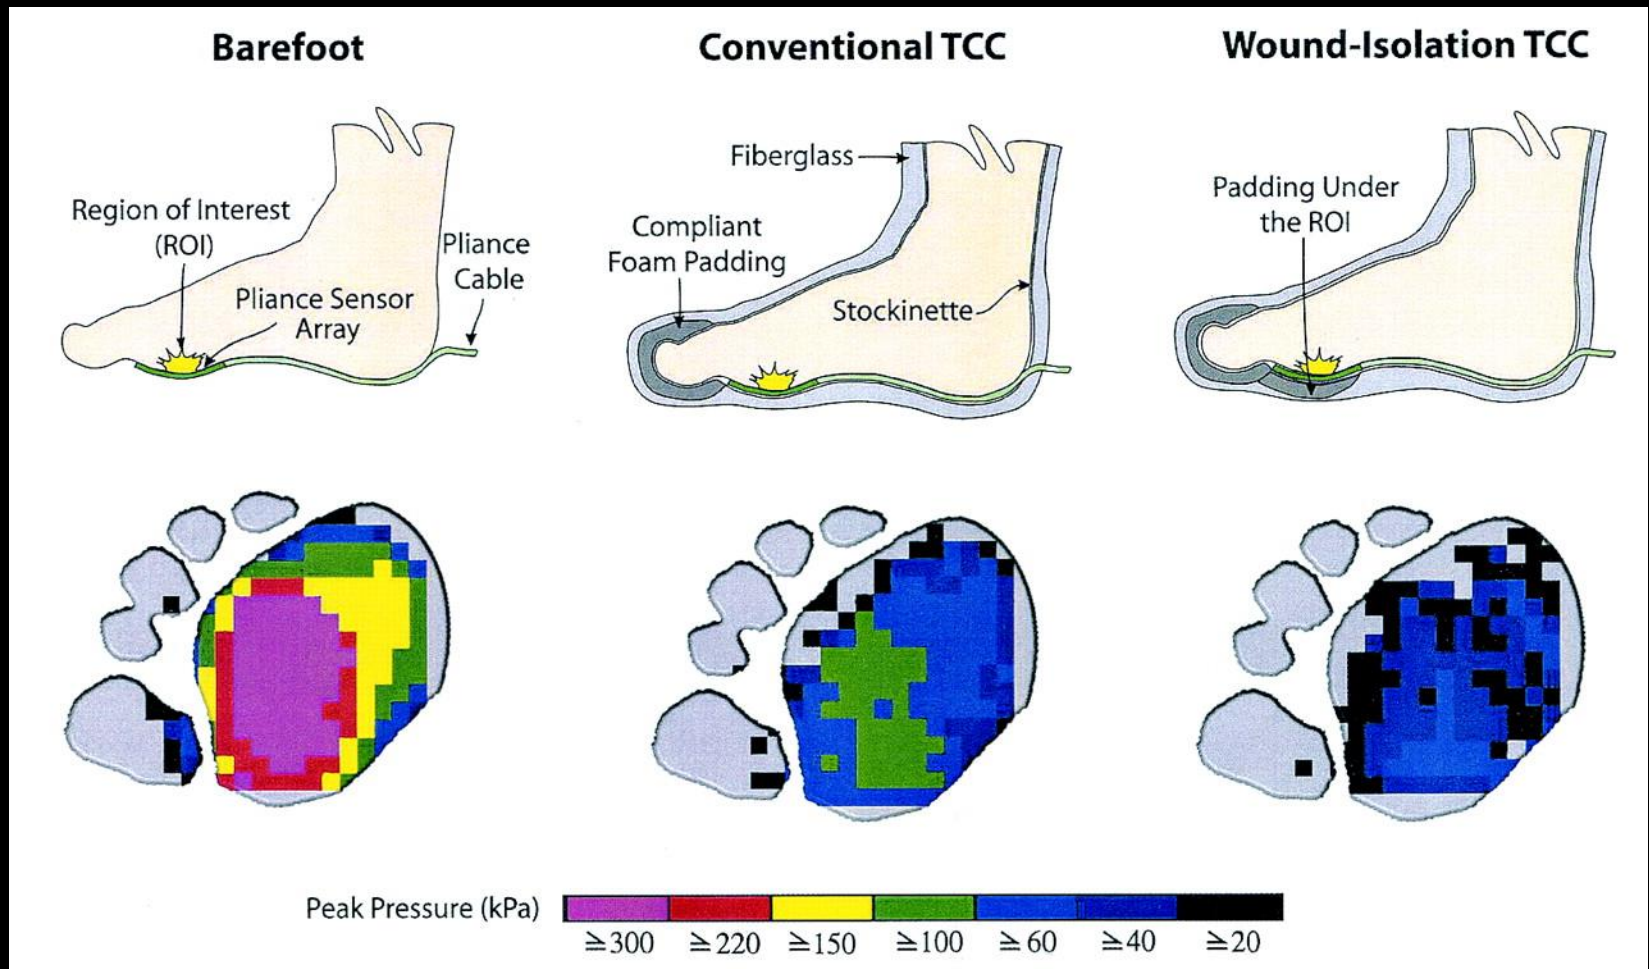 Barefoot
Conventional TCC
Wound-Isolation TCC
Region of Interest
(ROI)
Pliance Sensor
Array
Pliance
Cable
Fiberglass
Compliant
Foam Padding
Stockinette
Padding Under
the ROI
Peak Pressure (kPa)
≧300 ≧220 ≧150 ≧100 ≧60 ≧40 ≧20